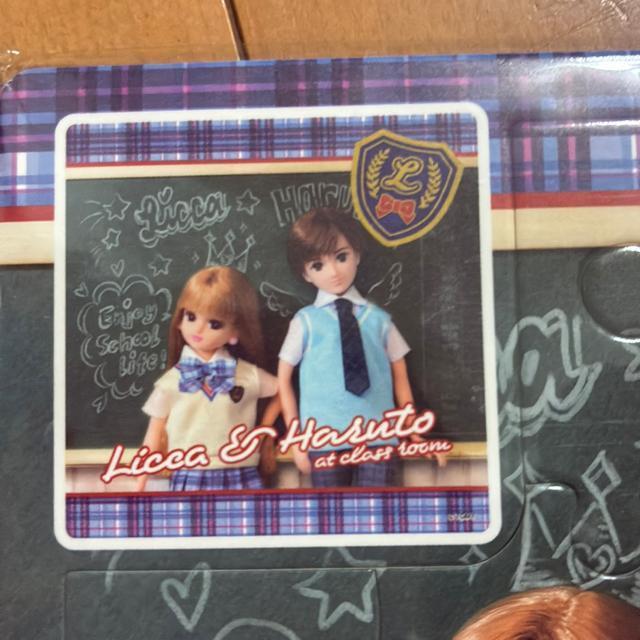 Licca
Haru
L
Enjoy
School
Life!
Licca & Haruto
at class room